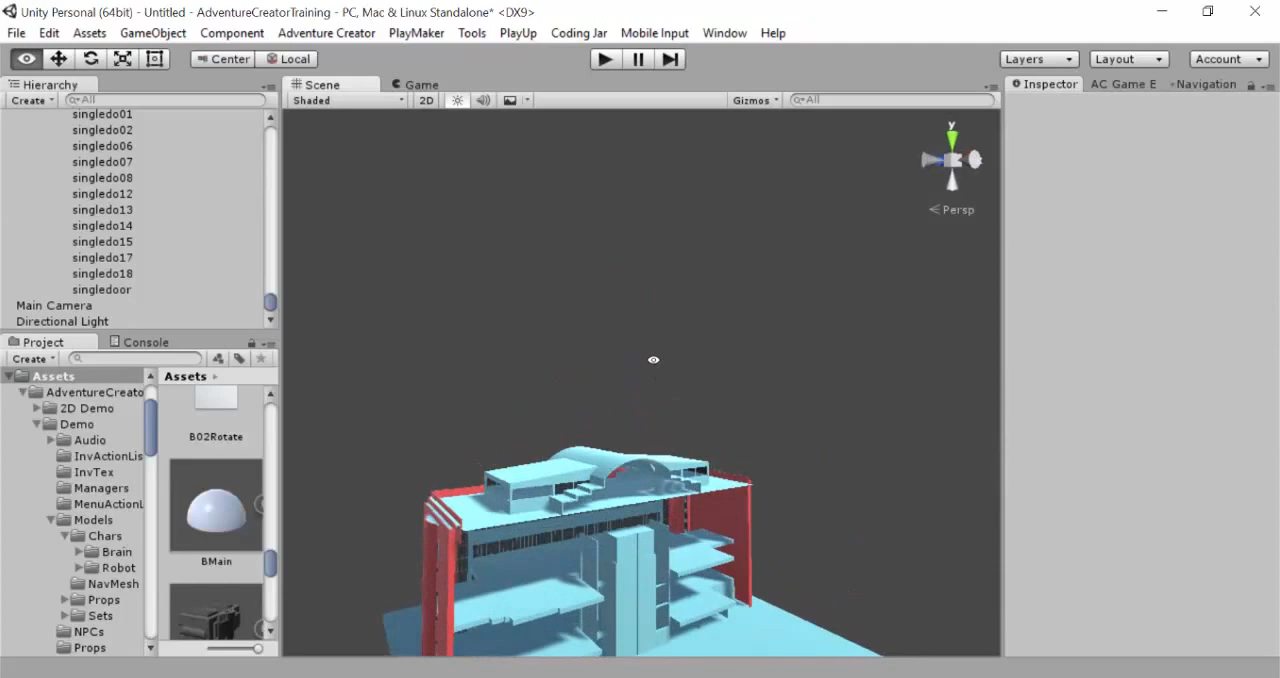 Unity Personal (64bit) - Untitled - AdventureCreatorTraining - PC, Mac & Linux Standalone* <DX9>
File Edit Assets GameObject Component Adventure Creator PlayMaker Tools PlayUp Coding Jar Mobile Input Window Help
Center Local Layers Layout Account
Hierarchy
Create All
singledo01
singledo02
singledo06
singledo07
singledo08
singledo12
singledo13
singledo14
singledo15
singledo17
singledo18
singledoor
Main Camera
Directional Light
Project Console
Create
Assets
AdventureCreato
2D Demo
Demo
Audio
InvActionLis
InvTex
Managers
MenuActionL
Models
Chars
Brain
Robot
NavMesh
Props
Sets
NPCs
Props
Assets
B02Rotate
BMain
Scene Game
Shaded 2D Gizmos All
y
Persp
Inspector AC Game E Navigation